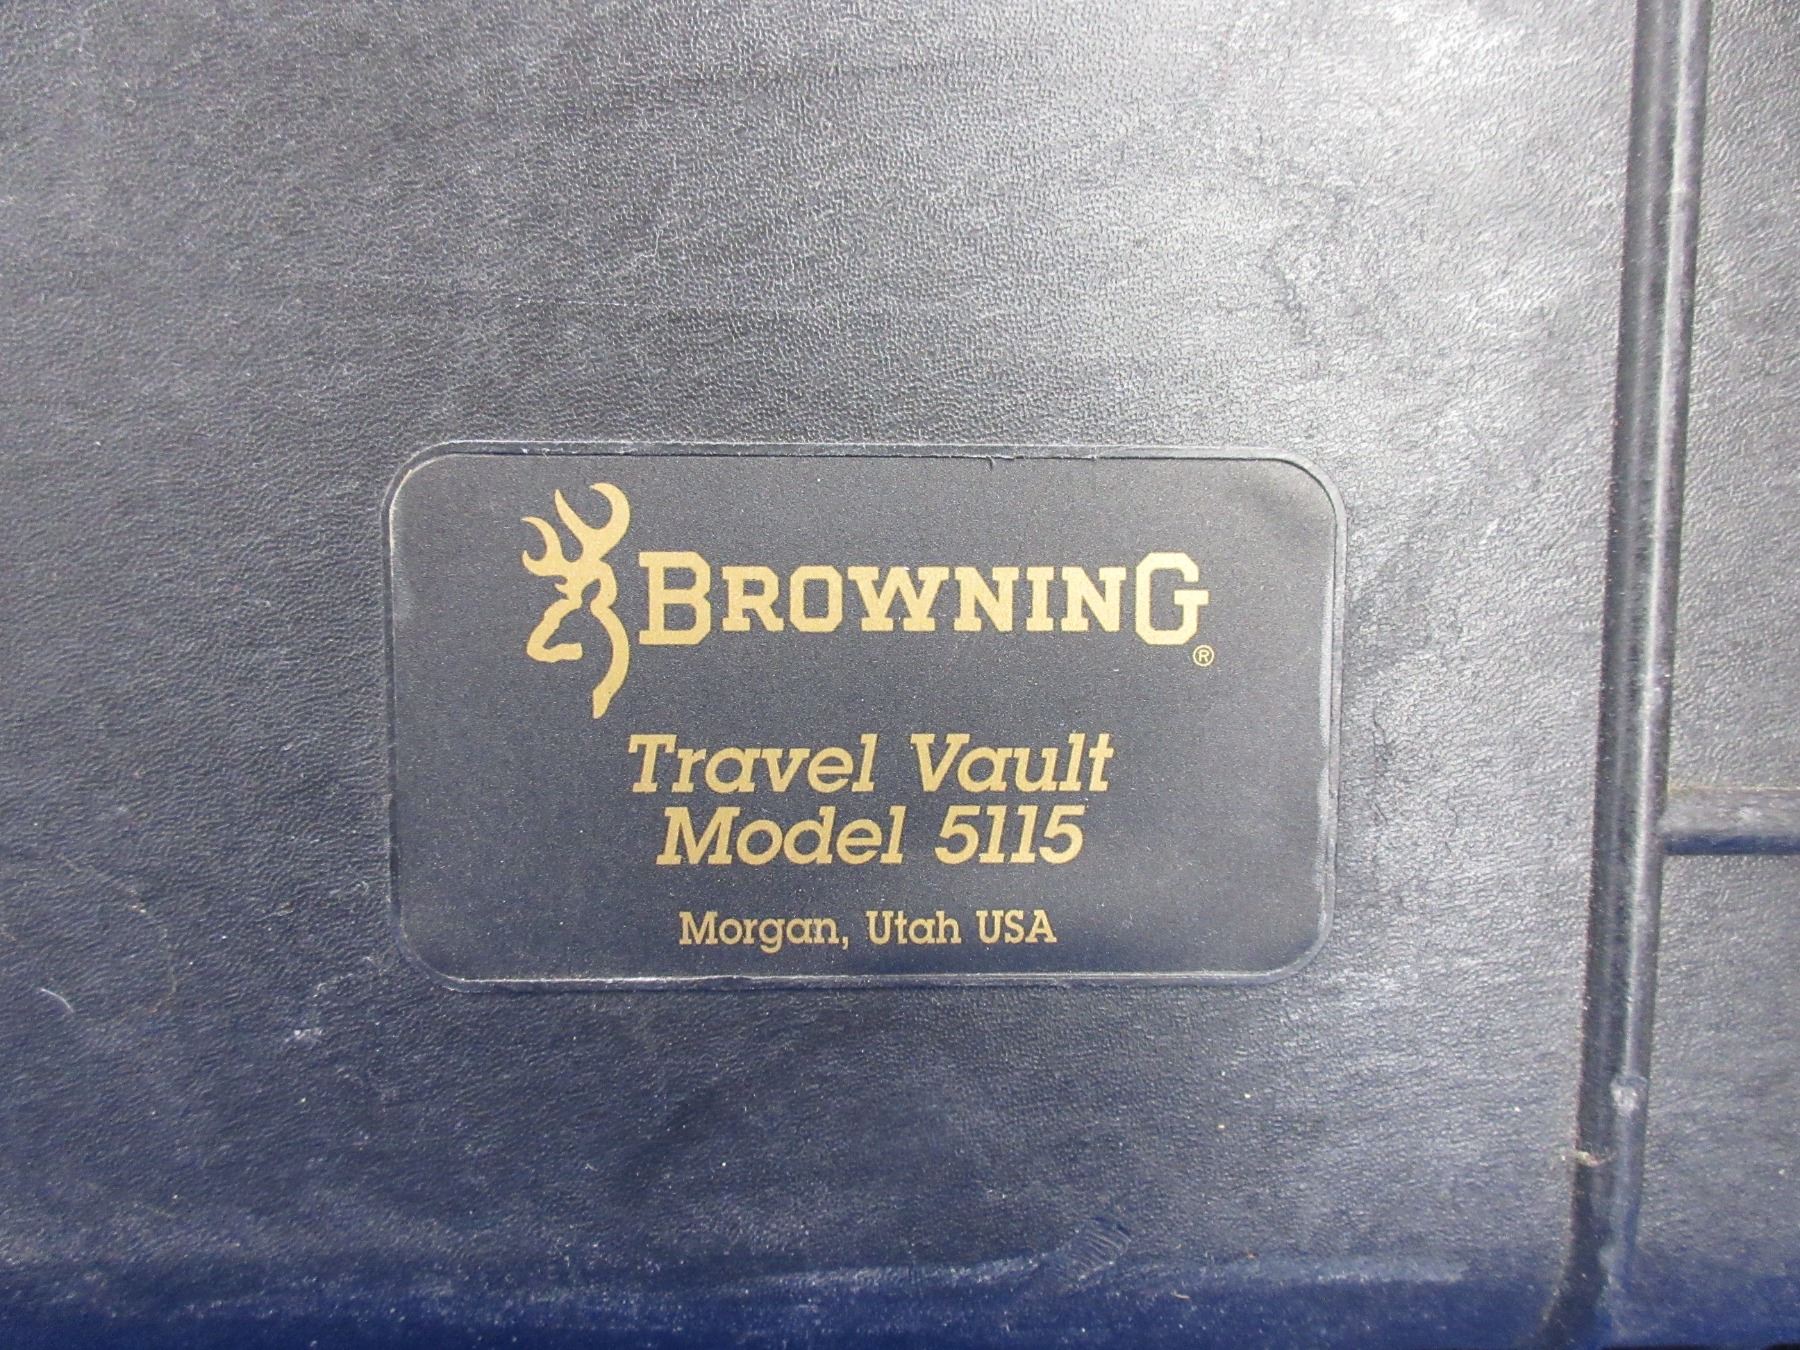 BROWNING ®
Travel Vault
Model 5115
Morgan, Utah USA